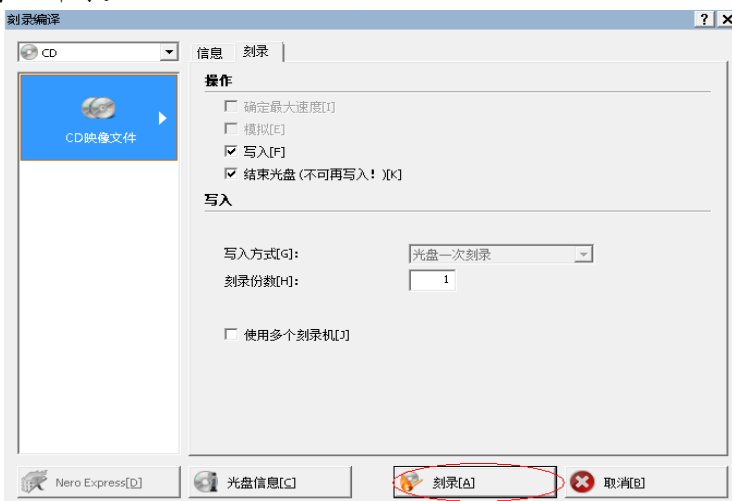 刻录编译
CD
CD映像文件
信息 刻录
操作
确定最大速度[I]
模拟[E]
写入[F]
结束光盘(不可再写入!)[K]
写入
写入方式[G]: 光盘一次刻录
刻录份数[H]: 1
使用多个刻录机[J]
Nero Express[D] 光盘信息[C] 刻录[A] 取消[B]